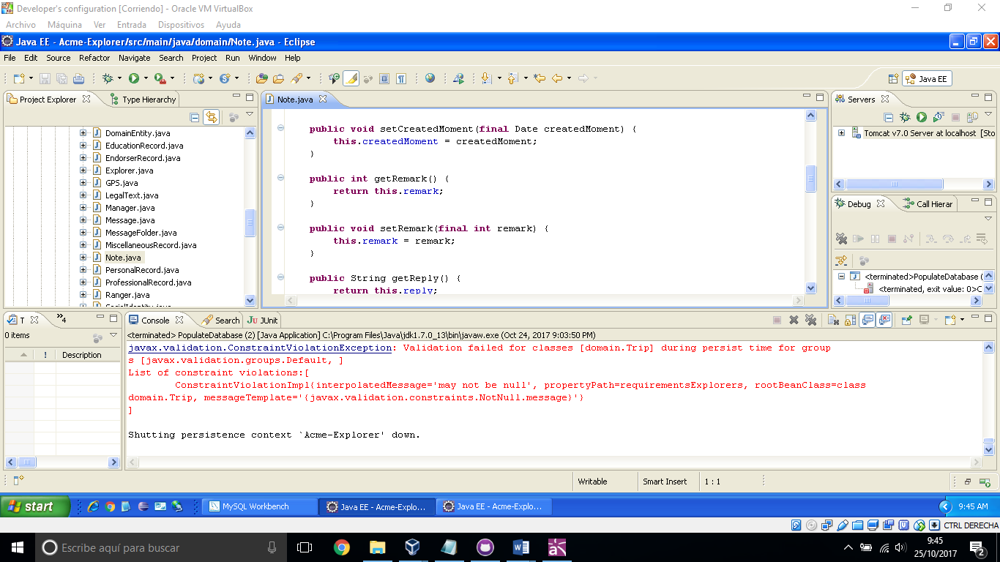 Developer's configuration [Corriendo] - Oracle VM VirtualBox
Archivo Máquina Ver Entrada Dispositivos Ayuda
Java EE - Acme-Explorer/src/main/java/domain/Note.java - Eclipse
File Edit Source Refactor Navigate Search Project Run Window Help
Java EE
Project Explorer Type Hierarchy
DomainEntity.java
EducationRecord.java
EndorserRecord.java
Explorer.java
GPS.java
LegalText.java
Manager.java
Message.java
MessageFolder.java
MiscellaneousRecord.java
Note.java
PersonalRecord.java
ProfessionalRecord.java
Ranger.java
SocialIdentity.java
Note.java
public void setCreatedMoment(final Date createdMoment) {
this.createdMoment = createdMoment;
}
public int getRemark() {
return this.remark;
}
public void setRemark(final int remark) {
this.remark = remark;
}
public String getReply() {
return this.reply;
Servers
Tomcat v7.0 Server at localhost [Sto
Debug Call Hierar
<terminated>PopulateDatabase (
<terminated, exit value: 0>C
T 4
0 items
! Description
Console Search JUnit
<terminated> PopulateDatabase (2) [Java Application] C:\Program Files\Java\jdk1.7.0_13\bin\javaw.exe (Oct 24, 2017 9:03:50 PM)
javax.validation.ConstraintViolationException: Validation failed for classes [domain.Trip] during persist time for group
s [javax.validation.groups.Default, ]
List of constraint violations:[
ConstraintViolationImpl{interpolatedMessage='may not be null', propertyPath=requirementsExplorers, rootBeanClass=class
domain.Trip, messageTemplate='{javax.validation.constraints.NotNull.message}'}
]
Shutting persistence context `Acme-Explorer' down.
Writable Smart Insert 1 : 1
start MySQL Workbench Java EE - Acme-Explo... Java EE - Acme-Explo... 9:45 AM
CTRL DERECHA
Escribe aquí para buscar
9:45
25/10/2017
2